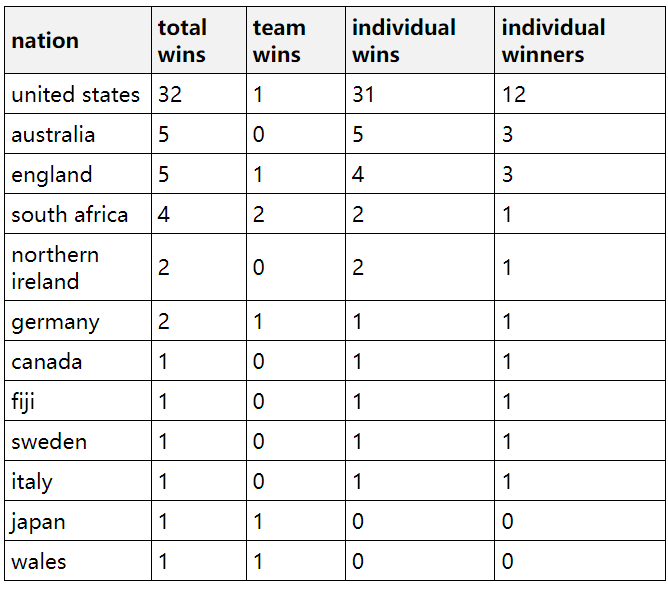 nation total wins team wins individual wins individual winners
united states 32 1 31 12
australia 5 0 5 3
england 5 1 4 3
south africa 4 2 2 1
northern ireland 2 0 2 1
germany 2 1 1 1
canada 1 0 1 1
fiji 1 0 1 1
sweden 1 0 1 1
italy 1 0 1 1
japan 1 1 0 0
wales 1 1 0 0